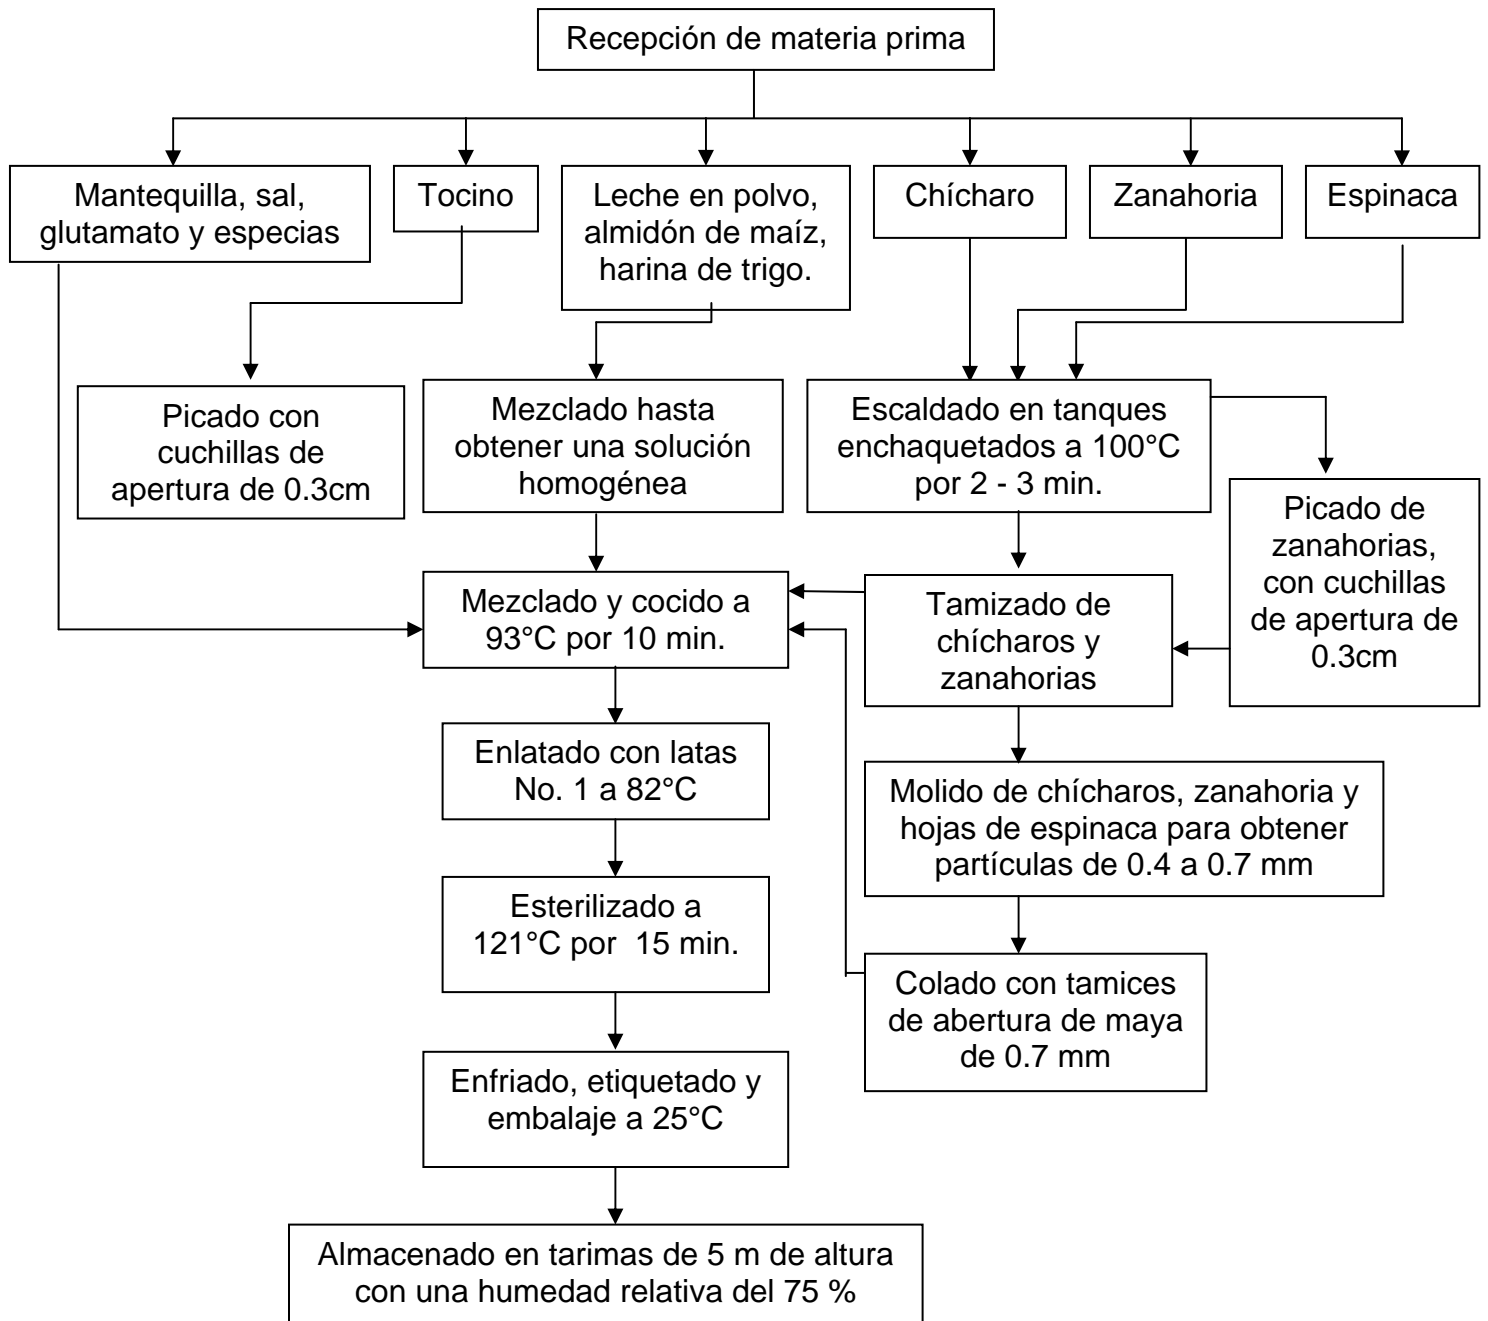 Recepción de materia prima
Mantequilla, sal,
glutamato y especias
Tocino
Leche en polvo,
almidón de maíz,
harina de trigo.
Chícharo
Zanahoria
Espinaca
Picado con
cuchillas de
apertura de 0.3cm
Mezclado hasta
obtener una solución
homogénea
Escaldado en tanques
enchaquetados a 100°C
por 2 - 3 min.
Picado de
zanahorias,
con cuchillas
de apertura de
0.3cm
Mezclado y cocido a
93°C por 10 min.
Tamizado de
chícharos y
zanahorias
Enlatado con latas
No. 1 a 82°C
Molido de chícharos, zanahoria y
hojas de espinaca para obtener
partículas de 0.4 a 0.7 mm
Esterilizado a
121°C por 15 min.
Colado con tamices
de abertura de maya
de 0.7 mm
Enfriado, etiquetado y
embalaje a 25°C
Almacenado en tarimas de 5 m de altura
con una humedad relativa del 75 %